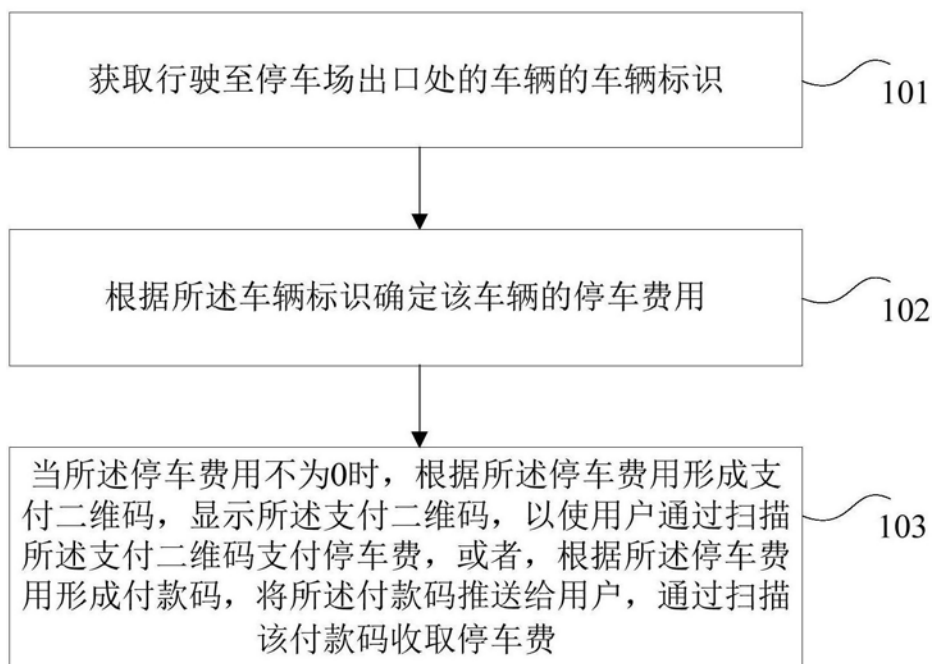 获取行驶至停车场出口处的车辆的车辆标识
101
根据所述车辆标识确定该车辆的停车费用
102
当所述停车费用不为0时，根据所述停车费用形成支
付二维码，显示所述支付二维码，以使用户通过扫描
所述支付二维码支付停车费，或者，根据所述停车费
用形成付款码，将所述付款码推送给用户，通过扫描
该付款码收取停车费
103